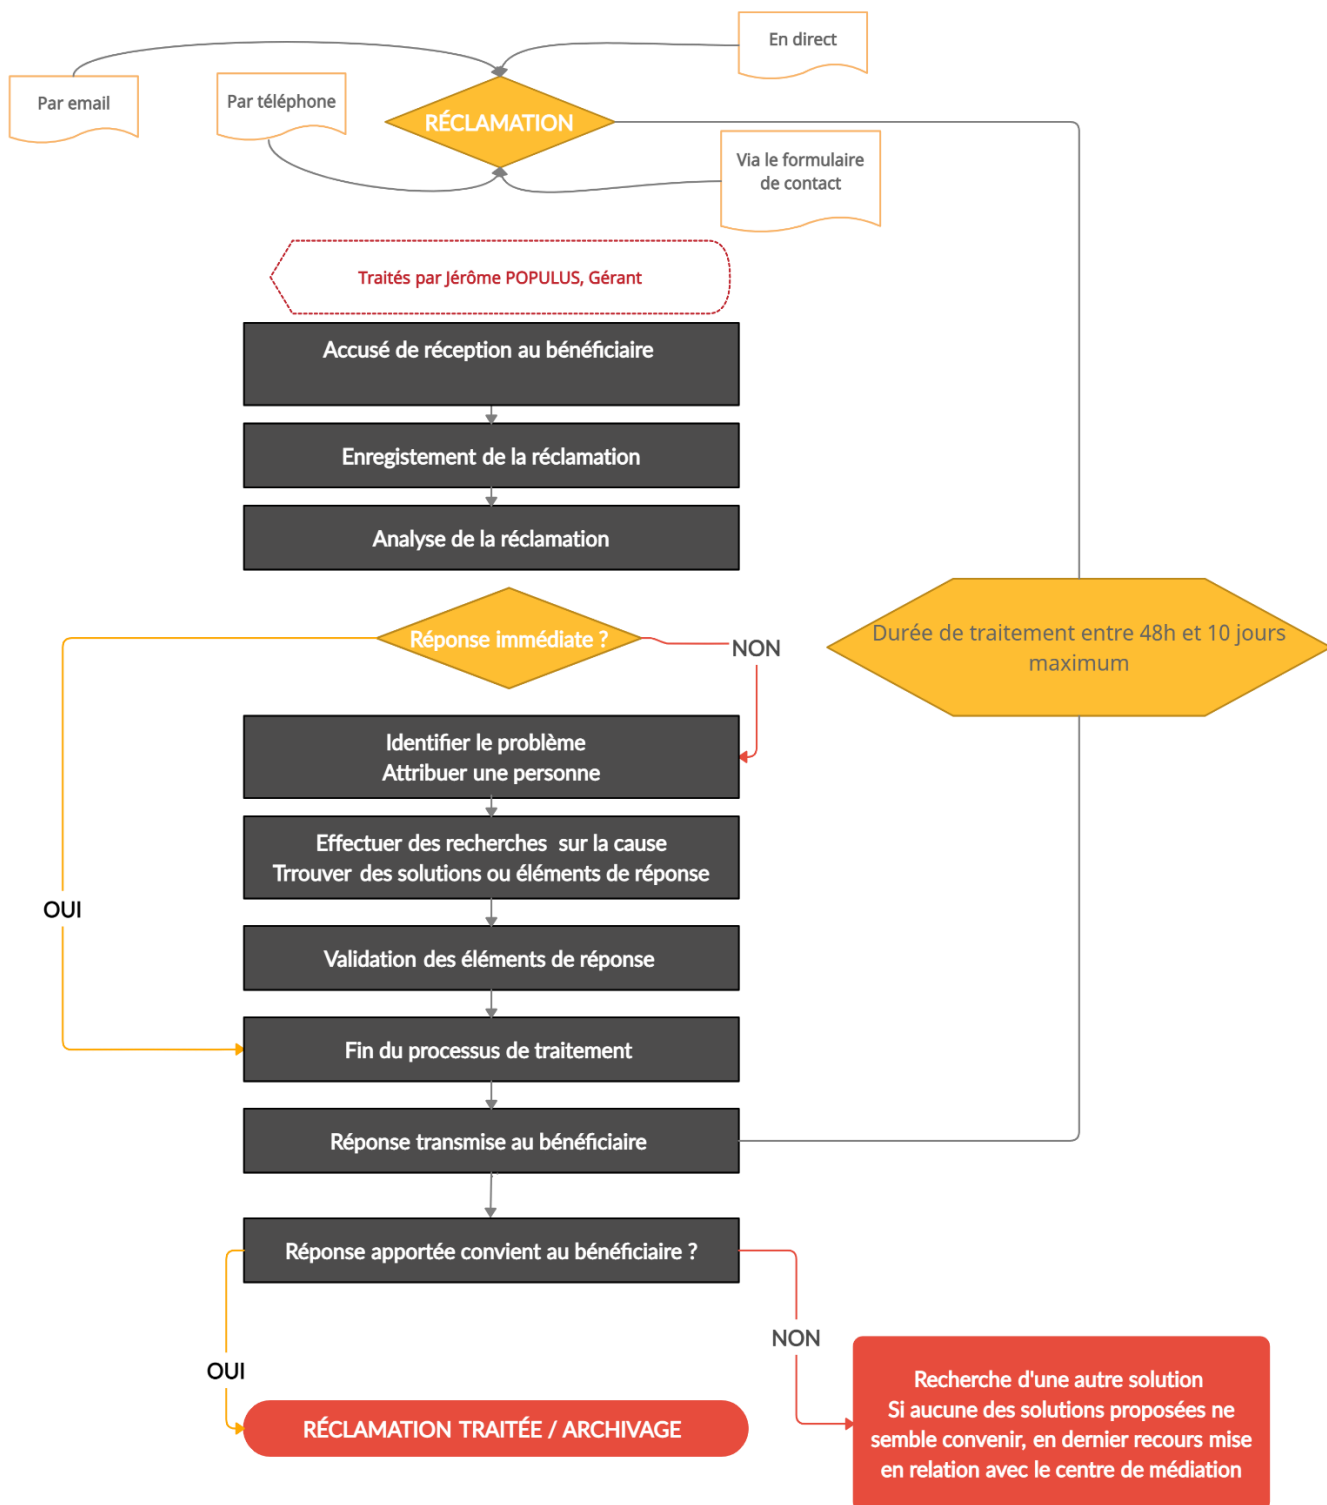 En direct
Par email
Par téléphone
RÉCLAMATION
Via le formulaire
de contact
Traités par Jérôme POPULUS, Gérant
Accusé de réception au bénéficiaire
Enregistement de la réclamation
Analyse de la réclamation
Réponse immédiate ?
NON
Durée de traitement entre 48h et 10 jours
maximum
Identifier le problème
Attribuer une personne
Effectuer des recherches sur la cause
Trrouver des solutions ou éléments de réponse
OUI
Validation des éléments de réponse
Fin du processus de traitement
Réponse transmise au bénéficiaire
Réponse apportée convient au bénéficiaire ?
NON
OUI
RÉCLAMATION TRAITÉE / ARCHIVAGE
Recherche d'une autre solution
Si aucune des solutions proposées ne
semble convenir, en dernier recours mise
en relation avec le centre de médiation